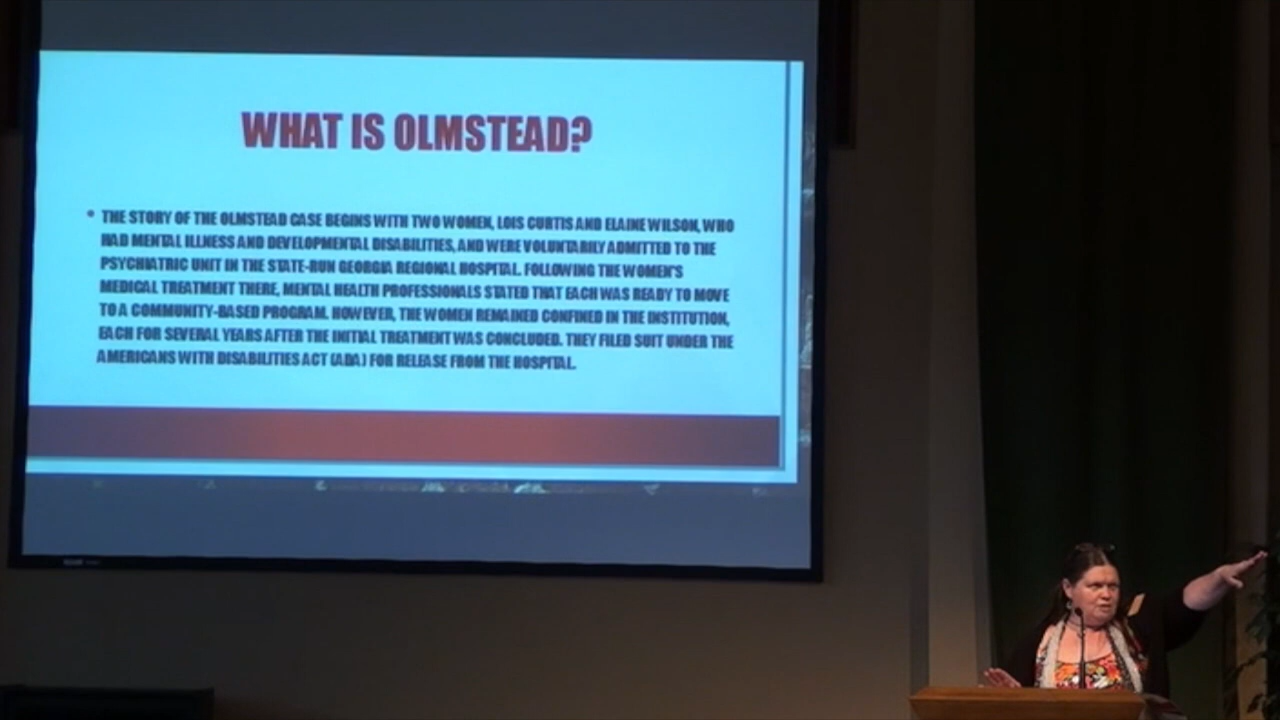 WHAT IS OLMSTEAD?
• THE STORY OF THE OLMSTEAD CASE BEGINS WITH TWO WOMEN, LOIS CURTIS AND ELAINE WILSON, WHO
HAD MENTAL ILLNESS AND DEVELOPMENTAL DISABILITIES, AND WERE VOLUNTARILY ADMITTED TO THE
PSYCHIATRIC UNIT IN THE STATE-RUN GEORGIA REGIONAL HOSPITAL. FOLLOWING THE WOMEN'S
MEDICAL TREATMENT THERE, MENTAL HEALTH PROFESSIONALS STATED THAT EACH WAS READY TO MOVE
TO A COMMUNITY-BASED PROGRAM. HOWEVER, THE WOMEN REMAINED CONFINED IN THE INSTITUTION,
EACH FOR SEVERAL YEARS AFTER THE INITIAL TREATMENT WAS CONCLUDED. THEY FILED SUIT UNDER THE
AMERICANS WITH DISABILITIES ACT (ADA) FOR RELEASE FROM THE HOSPITAL.